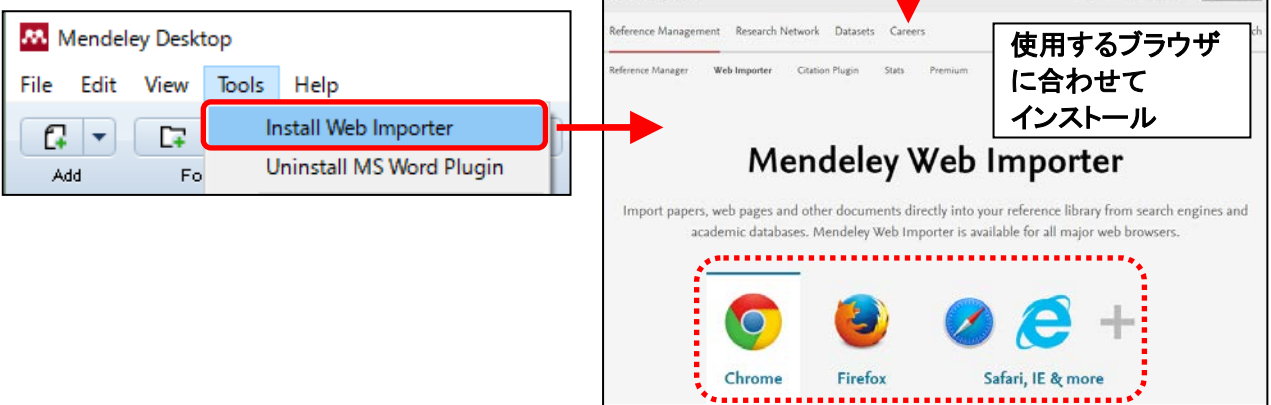 Mendeley Desktop
File Edit View Tools Help
Install Web Importer
Uninstall MS Word Plugin
Add Fo
Reference Management Research Network Datasets Careers
Reference Manager Web Importer Citation Plugin Stats Premium
使用するブラウザ
に合わせて
インストール
Mendeley Web Importer
Import papers, web pages and other documents directly into your reference library from search engines and
academic databases. Mendeley Web Importer is available for all major web browsers.
Chrome Firefox Safari, IE & more